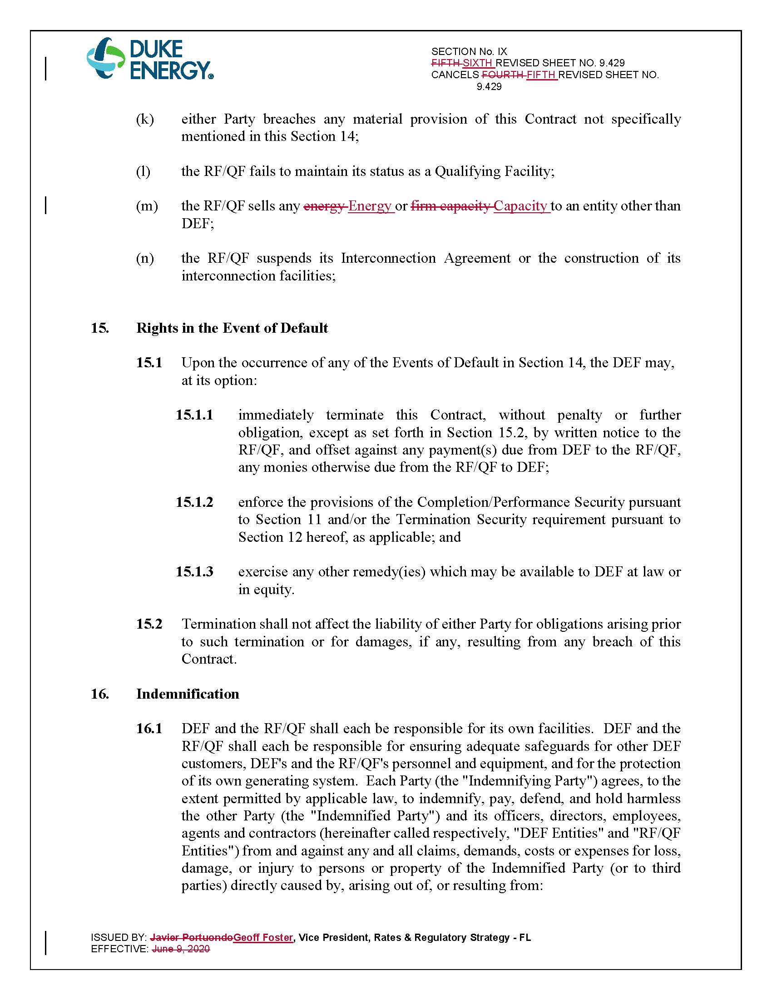 DUKE
ENERGY®
SECTION No. IX
FIFTH SIXTH REVISED SHEET NO. 9.429
CANCELS FOURTH FIFTH REVISED SHEET NO.
9.429
(k) either Party breaches any material provision of this Contract not specifically
mentioned in this Section 14;
(l) the RF/QF fails to maintain its status as a Qualifying Facility;
(m) the RF/QF sells any energy Energy or firm capacity Capacity to an entity other than
DEF;
(n) the RF/QF suspends its Interconnection Agreement or the construction of its
interconnection facilities;
15. Rights in the Event of Default
15.1 Upon the occurrence of any of the Events of Default in Section 14, the DEF may,
at its option:
15.1.1 immediately terminate this Contract, without penalty or further
obligation, except as set forth in Section 15.2, by written notice to the
RF/QF, and offset against any payment(s) due from DEF to the RF/QF,
any monies otherwise due from the RF/QF to DEF;
15.1.2 enforce the provisions of the Completion/Performance Security pursuant
to Section 11 and/or the Termination Security requirement pursuant to
Section 12 hereof, as applicable; and
15.1.3 exercise any other remedy(ies) which may be available to DEF at law or
in equity.
15.2 Termination shall not affect the liability of either Party for obligations arising prior
to such termination or for damages, if any, resulting from any breach of this
Contract.
16. Indemnification
16.1 DEF and the RF/QF shall each be responsible for its own facilities. DEF and the
RF/QF shall each be responsible for ensuring adequate safeguards for other DEF
customers, DEF's and the RF/QF's personnel and equipment, and for the protection
of its own generating system. Each Party (the "Indemnifying Party") agrees, to the
extent permitted by applicable law, to indemnify, pay, defend, and hold harmless
the other Party (the "Indemnified Party") and its officers, directors, employees,
agents and contractors (hereinafter called respectively, "DEF Entities" and "RF/QF
Entities") from and against any and all claims, demands, costs or expenses for loss,
damage, or injury to persons or property of the Indemnified Party (or to third
parties) directly caused by, arising out of, or resulting from:
ISSUED BY: Javier PortuondoGeoff Foster, Vice President, Rates & Regulatory Strategy - FL
EFFECTIVE: June 9, 2020